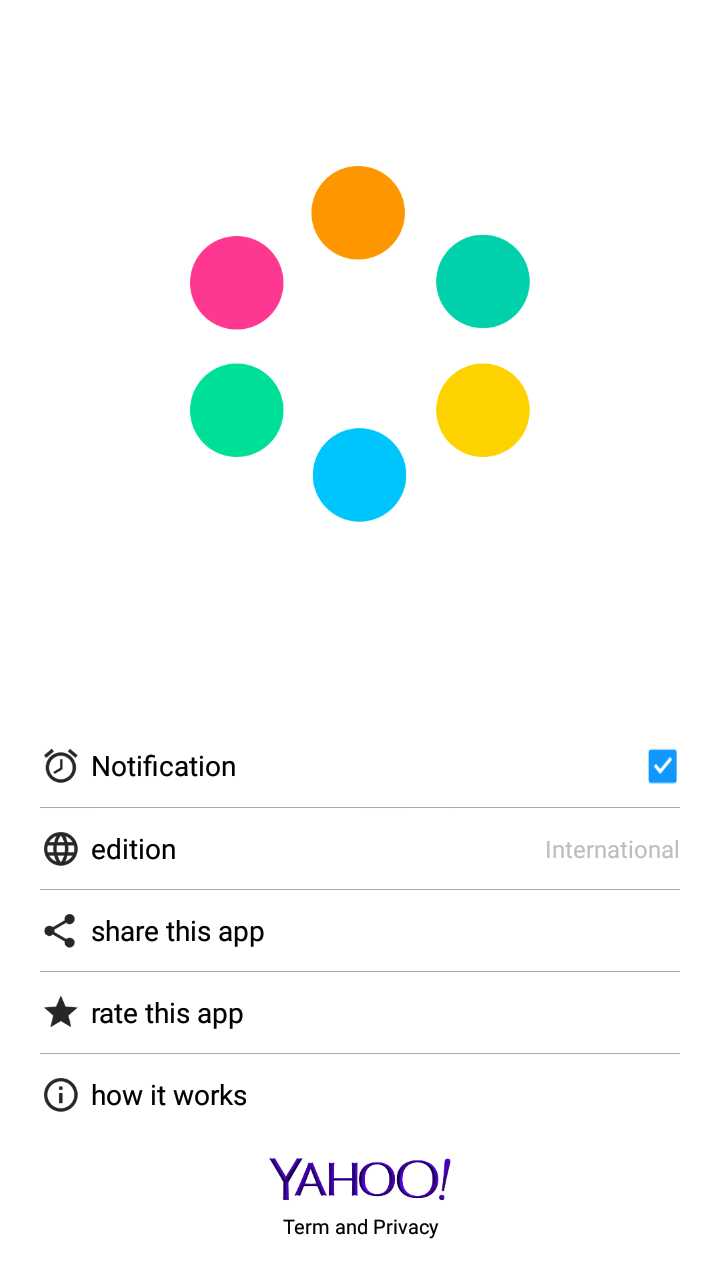 Notification
edition
International
share this app
rate this app
how it works
YAHOO!
Term and Privacy